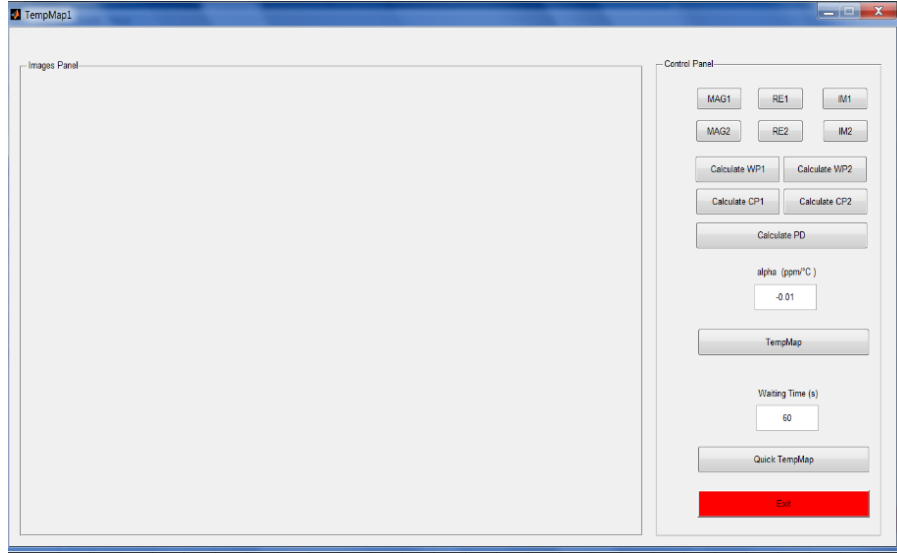 TempMap1
Images Panel
Control Panel
MAG1 RE1 IM1
MAG2 RE2 IM2
Calculate WP1 Calculate WP2
Calculate CP1 Calculate CP2
Calculate PD
alpha (ppm/°C )
-0.01
TempMap
Waiting Time (s)
60
Quick TempMap
Exit